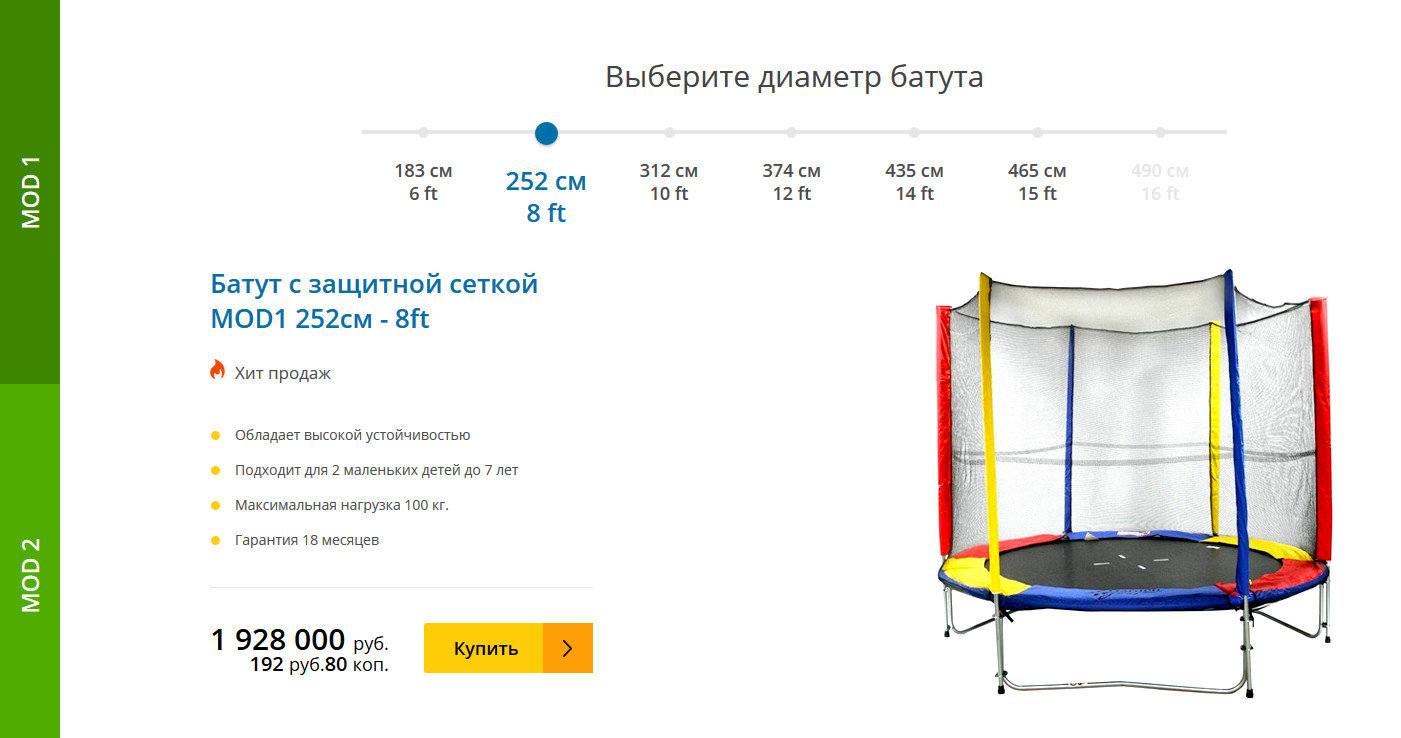 MOD 1
MOD 2
Выберите диаметр батута
183 см
6 ft
252 см
8 ft
312 см
10 ft
374 см
12 ft
435 см
14 ft
465 см
15 ft
490 см
16 ft
Батут с защитной сеткой
MOD1 252см - 8ft
Хит продаж
Обладает высокой устойчивостью
Подходит для 2 маленьких детей до 7 лет
Максимальная нагрузка 100 кг.
Гарантия 18 месяцев
1 928 000 руб.
192 руб.80 коп.
Купить